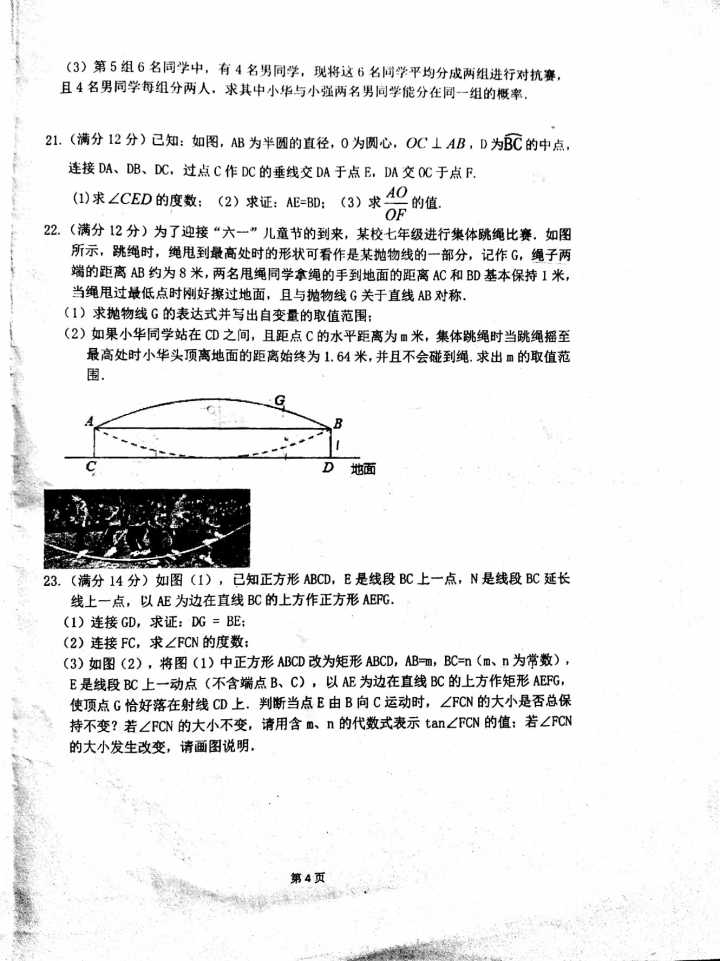 (3) 第5组6名同学中，有4名男同学，现将这6名同学平均分成两组进行对抗赛，
且4名男同学每组分两人，求其中小华与小强两名男同学能分在同一组的概率.
21.（满分12分）已知：如图，AB为半圆的直径，O为圆心，OC⊥AB，D为BC的中点，
连接DA、DB、DC，过点C作DC的垂线交DA于点E，DA交OC于点F.
(1)求∠CED的度数；（2）求证：AE=BD；（3）求AO/OF的值.
22.（满分12分）为了迎接“六一”儿童节的到来，某校七年级进行集体跳绳比赛．如图
所示，跳绳时，绳甩到最高处时的形状可看作是某抛物线的一部分，记作G，绳子两
端的距离AB约为8米，两名甩绳同学拿绳的手到地面的距离AC和BD基本保持1米，
当绳甩过最低点时刚好擦过地面，且与抛物线G关于直线AB对称．
（1）求抛物线G的表达式并写出自变量的取值范围；
（2）如果小华同学站在CD之间，且距点C的水平距离为m米，集体跳绳时当跳绳摇至
最高处时小华头顶离地面的距离始终为1.64米，并且不会碰到绳．求出m的取值范
围．
G
A
B
1
C
D
地面
23.（满分14分）如图（1），已知正方形ABCD，E是线段BC上一点，N是线段BC延长
线上一点，以AE为边在直线BC的上方作正方形AEFG．
（1）连接GD，求证：DG = BE；
（2）连接FC，求∠FCN的度数；
（3）如图（2），将图（1）中正方形ABCD改为矩形ABCD，AB=m，BC=n（m、n为常数），
E是线段BC上一动点（不含端点B、C），以AE为边在直线BC的上方作矩形AEFG，
使顶点G恰好落在射线CD上．判断当点E由B向C运动时，∠FCN的大小是否总保
持不变？若∠FCN的大小不变，请用含m、n的代数式表示tan∠FCN的值；若∠FCN
的大小发生改变，请画图说明．
第4页